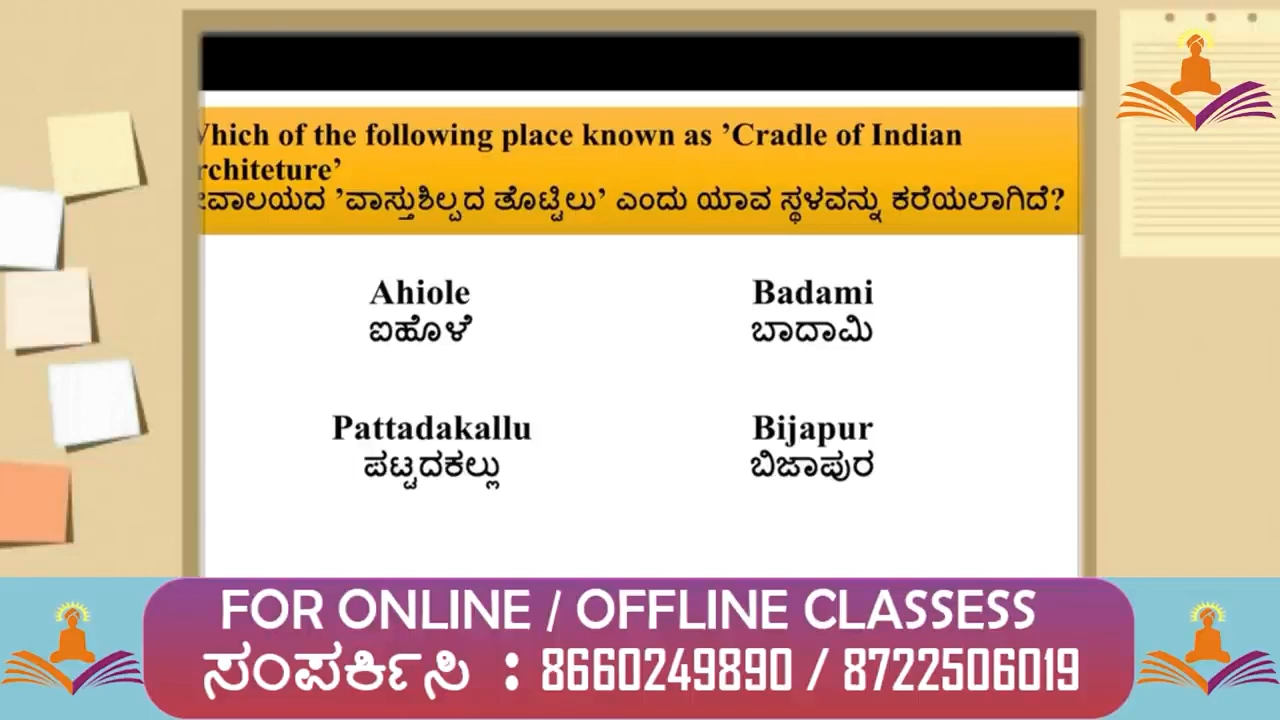 Which of the following place known as ’Cradle of Indian
rchiteture’
ೇವಾಲಯದ ’ವಾಸ್ತುಶಿಲ್ಪದ ತೊಟ್ಟಿಲು’ ಎಂದು ಯಾವ ಸ್ಥಳವನ್ನು ಕರೆಯಲಾಗಿದೆ?
Ahiole
ಐಹೊಳೆ
Badami
ಬಾದಾಮಿ
Pattadakallu
ಪಟ್ಟದಕಲ್ಲು
Bijapur
ಬಿಜಾಪುರ
FOR ONLINE / OFFLINE CLASSESS
ಸಂಪರ್ಕಿಸಿ : 8660249890 / 8722506019